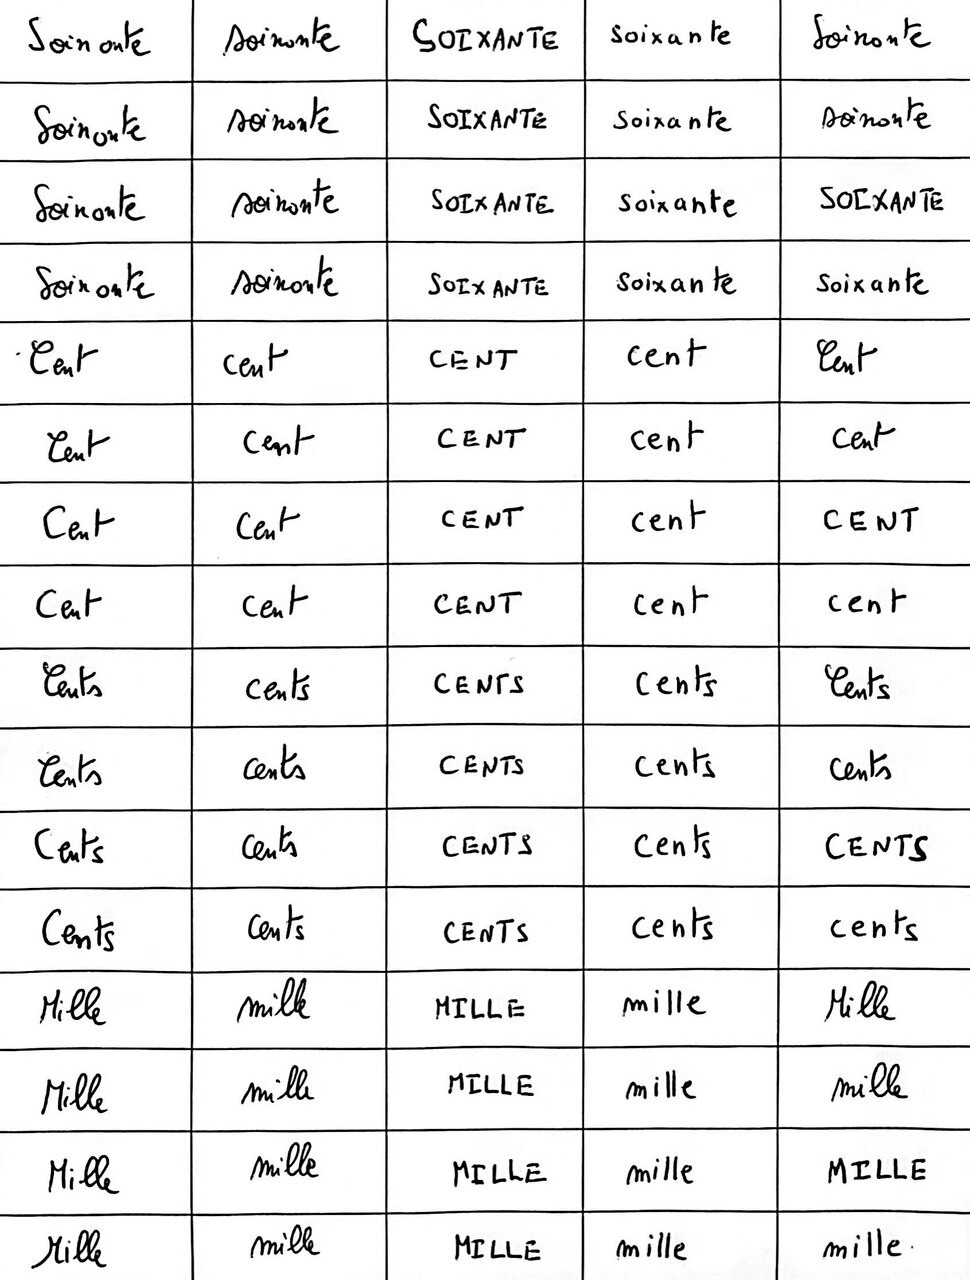 Soixante soixante SOIXANTE soixante Soixante
Soixante soixante SOIXANTE soixante soixante
Soixante soixante SOIXANTE soixante SOIXANTE
Soixante soixante SOIXANTE soixante soixante
Cent cent CENT cent Cent
Cent cent CENT cent cent
Cent cent CENT cent CENT
Cent cent CENT cent cent
Cents cents CENTS cents Cents
Cents cents CENTS cents cents
Cents cents CENTS cents CENTS
Cents cents CENTS cents cents
Mille mille MILLE mille Mille
Mille mille MILLE mille mille
Mille mille MILLE mille MILLE
Mille mille MILLE mille mille